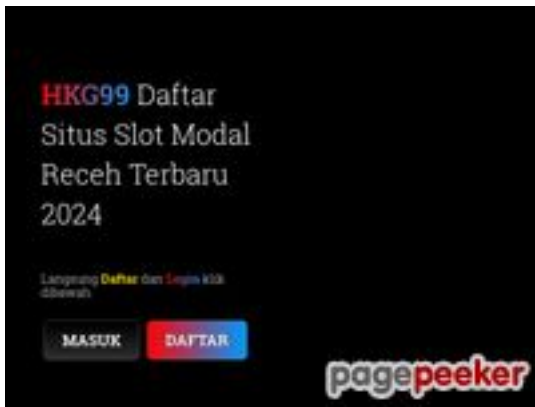 HKG99 Daftar
Situs Slot Modal
Receh Terbaru
2024
Langsung Daftar dan Login klik
dibawah
MASUK DAFTAR
pagepeeker